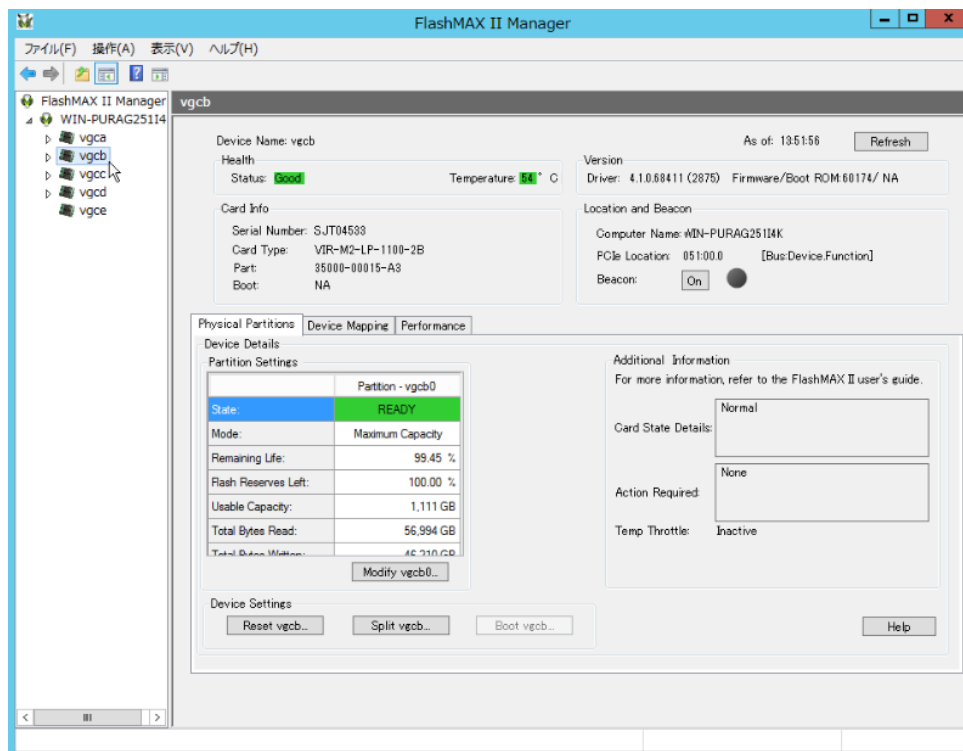 FlashMAX II Manager
ファイル(F) 操作(A) 表示(V) ヘルプ(H)
FlashMAX II Manager
WIN-PURAG251I4
vgca
vgcb
vgcc
vgcd
vgce
vgcb
Device Name: vgcb
As of: 13:51:56
Refresh
Health
Status: Good
Temperature: 54 ° C
Version
Driver: 4.1.0.68411 (2875) Firmware/Boot ROM:60174/ NA
Card Info
Serial Number: SJT04533
Card Type: VIR-M2-LP-1100-2B
Part: 35000-00015-A3
Boot: NA
Location and Beacon
Computer Name: WIN-PURAG251I4K
PCIe Location: 051:00.0 [Bus:Device.Function]
Beacon: On
Physical Partitions Device Mapping Performance
Device Details
Partition Settings
Partition - vgcb0
State: READY
Mode: Maximum Capacity
Remaining Life: 99.45 %
Flash Reserves Left: 100.00 %
Usable Capacity: 1,111 GB
Total Bytes Read: 56,994 GB
Total Bytes Written: 46,210 GB
Modify vgcb0...
Additional Information
For more information, refer to the FlashMAX II user's guide.
Card State Details: Normal
Action Required: None
Temp Throttle: Inactive
Device Settings
Reset vgcb... Split vgcb... Boot vgcb...
Help